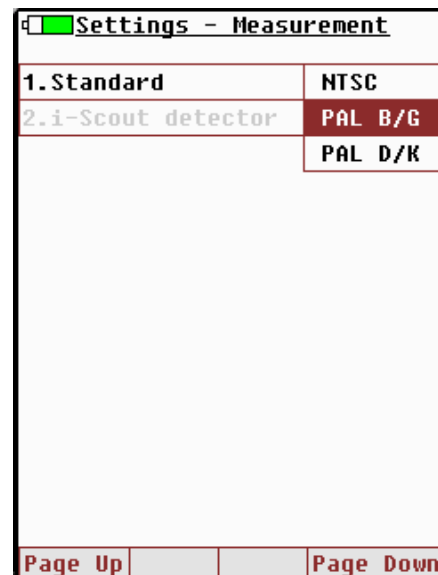 Settings - Measurement
1.Standard NTSC
2.i-Scout detector PAL B/G
PAL D/K
Page Up Page Down